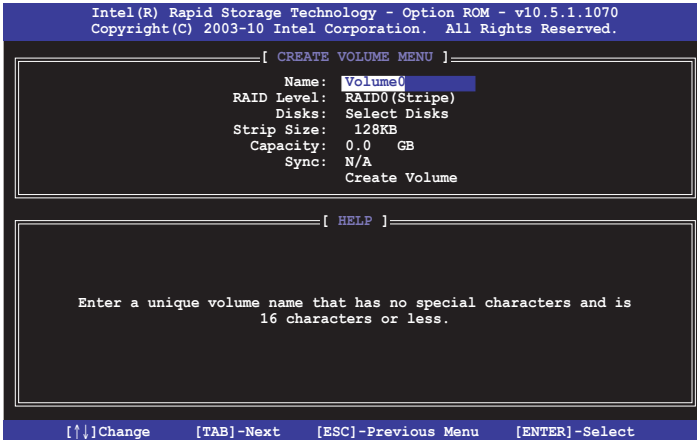 Intel(R) Rapid Storage Technology - Option ROM - v10.5.1.1070
Copyright(C) 2003-10 Intel Corporation. All Rights Reserved.
[ CREATE VOLUME MENU ]
Name: Volume0
RAID Level: RAID0(Stripe)
Disks: Select Disks
Strip Size: 128KB
Capacity: 0.0 GB
Sync: N/A
Create Volume
[ HELP ]
Enter a unique volume name that has no special characters and is
16 characters or less.
[↑↓]Change [TAB]-Next [ESC]-Previous Menu [ENTER]-Select